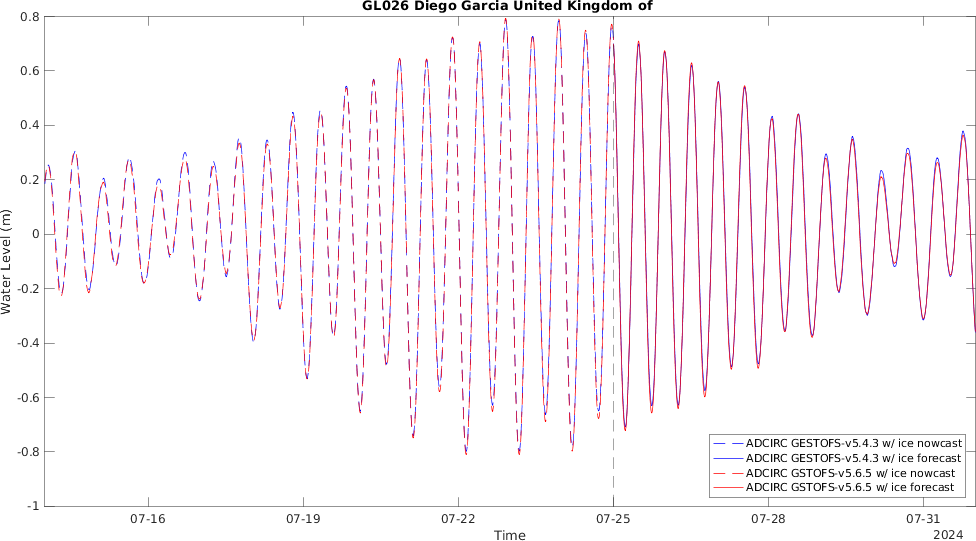 GL026 Diego Garcia United Kingdom of
0.8
0.6
0.4
0.2
0
-0.2
-0.4
-0.6
-0.8
-1
Water Level (m)
07-16 07-19 07-22 07-25 07-28 07-31
Time
2024
ADCIRC GESTOFS-v5.4.3 w/ ice nowcast
ADCIRC GESTOFS-v5.4.3 w/ ice forecast
ADCIRC GSTOFS-v5.6.5 w/ ice nowcast
ADCIRC GSTOFS-v5.6.5 w/ ice forecast